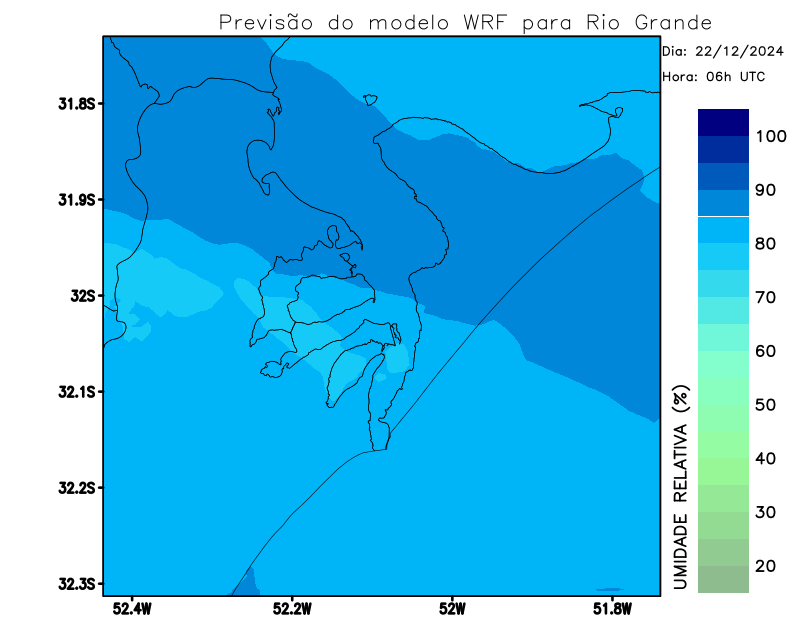 Previsão do modelo WRF para Rio Grande
Dia: 22/12/2024
Hora: 06h UTC
31.8S
31.9S
32S
32.1S
32.2S
32.3S
52.4W
52.2W
52W
51.8W
100
90
80
70
60
50
40
30
20
UMIDADE RELATIVA (%)